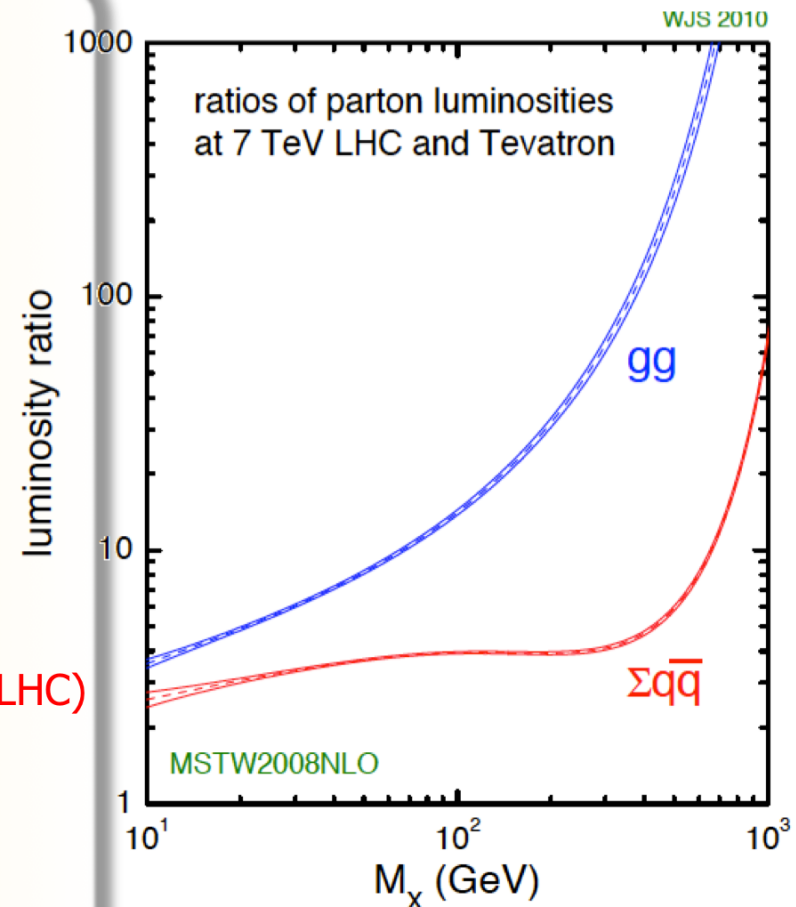 WJS 2010
1000
ratios of parton luminosities
at 7 TeV LHC and Tevatron
100
luminosity ratio
gg
10
LHC)
Σqq̅
MSTW2008NLO
1
10¹
10²
10³
Mₓ (GeV)